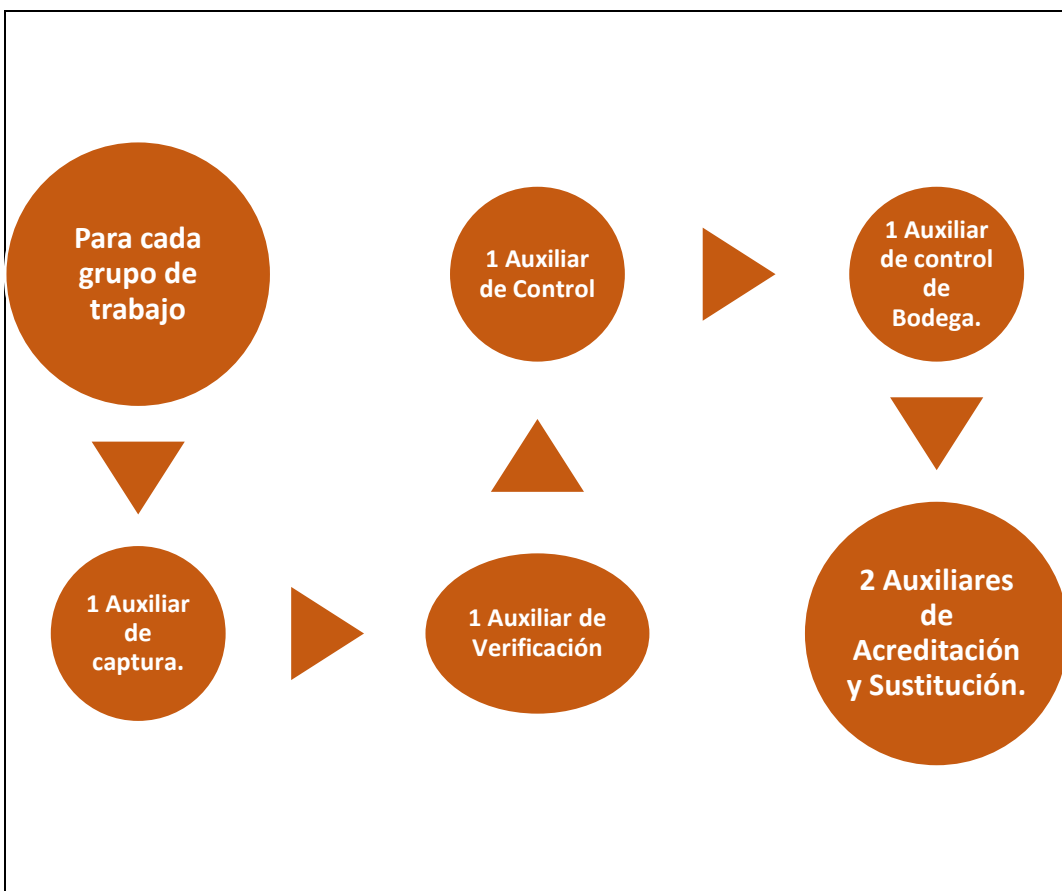 Para cada
grupo de
trabajo
1 Auxiliar
de
captura.
1 Auxiliar de
Verificación
1 Auxiliar
de Control
1 Auxiliar
de control
de
Bodega.
2 Auxiliares
de
Acreditación
y Sustitución.